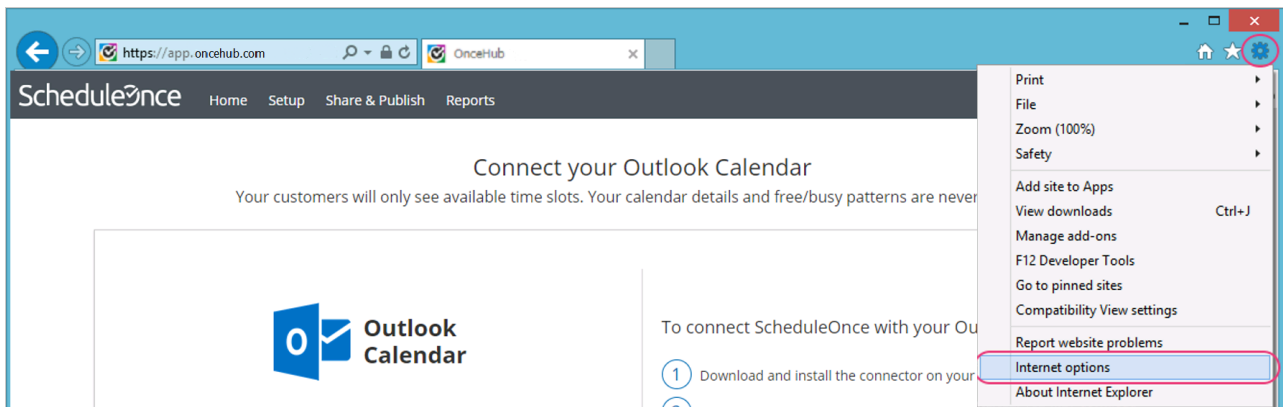 https://app.oncehub.com
OnceHub
ScheduleOnce
Home Setup Share & Publish Reports
Connect your Outlook Calendar
Your customers will only see available time slots. Your calendar details and free/busy patterns are never
Outlook
Calendar
To connect ScheduleOnce with your Ou
1 Download and install the connector on your
Print
File
Zoom (100%)
Safety
Add site to Apps
View downloads Ctrl+J
Manage add-ons
F12 Developer Tools
Go to pinned sites
Compatibility View settings
Report website problems
Internet options
About Internet Explorer